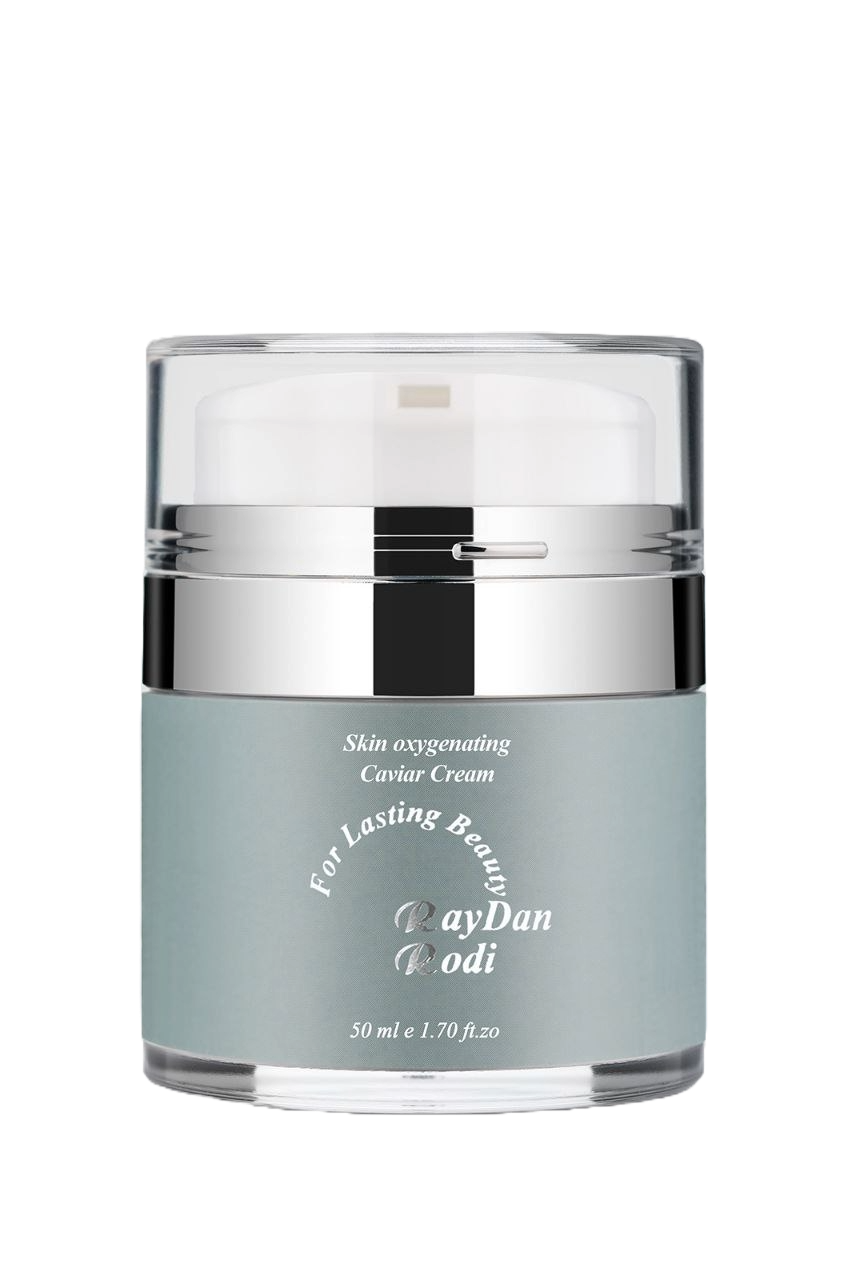 Skin oxygenating
Caviar Cream
For Lasting Beauty
RayDan
Rodi
50 ml e 1.70 ft.zo